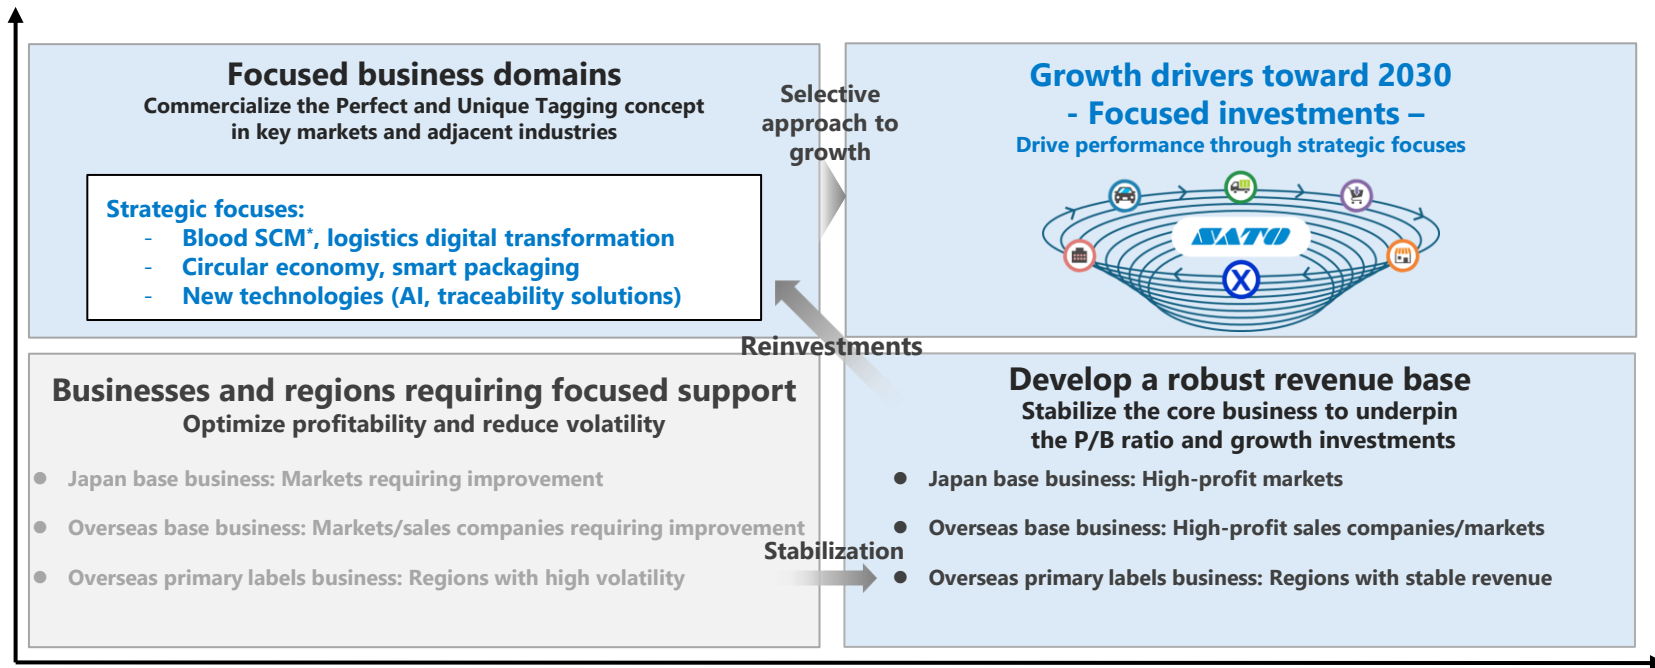 Focused business domains
Commercialize the Perfect and Unique Tagging concept
in key markets and adjacent industries
Strategic focuses:
- Blood SCM*, logistics digital transformation
- Circular economy, smart packaging
- New technologies (AI, traceability solutions)
Selective
approach to
growth
Growth drivers toward 2030
- Focused investments –
Drive performance through strategic focuses
SATO
X
Reinvestments
Businesses and regions requiring focused support
Optimize profitability and reduce volatility
● Japan base business: Markets requiring improvement
● Overseas base business: Markets/sales companies requiring improvement
● Overseas primary labels business: Regions with high volatility
Stabilization
Develop a robust revenue base
Stabilize the core business to underpin
the P/B ratio and growth investments
● Japan base business: High-profit markets
● Overseas base business: High-profit sales companies/markets
● Overseas primary labels business: Regions with stable revenue